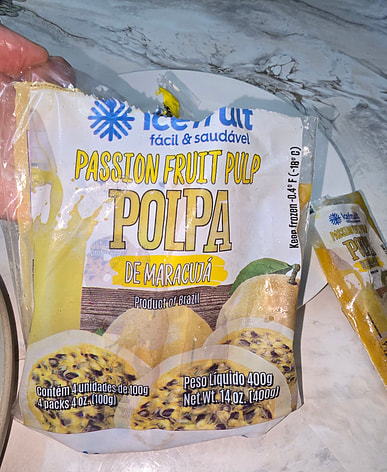 icefruit
fácil & saudável
PASSION FRUIT PULP
POLPA
DE MARACUJÁ
Product of Brazil
Keep frozen -0.4° F (-18°C)
Contém 4 unidades de 100g
4 packs 4 oz. (100g)
Peso Líquido 400g
Net Wt. 14 oz. (400g)
icefruit